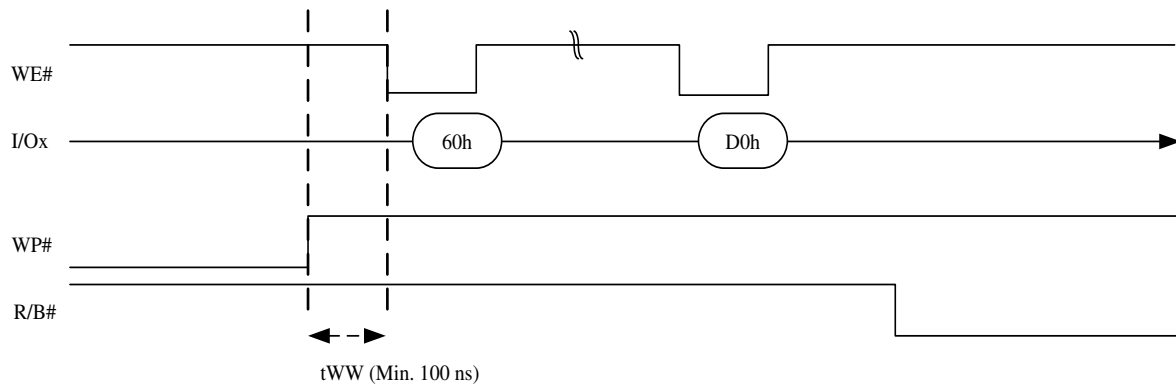 WE#
I/Ox
60h
D0h
WP#
R/B#
tWW (Min. 100 ns)